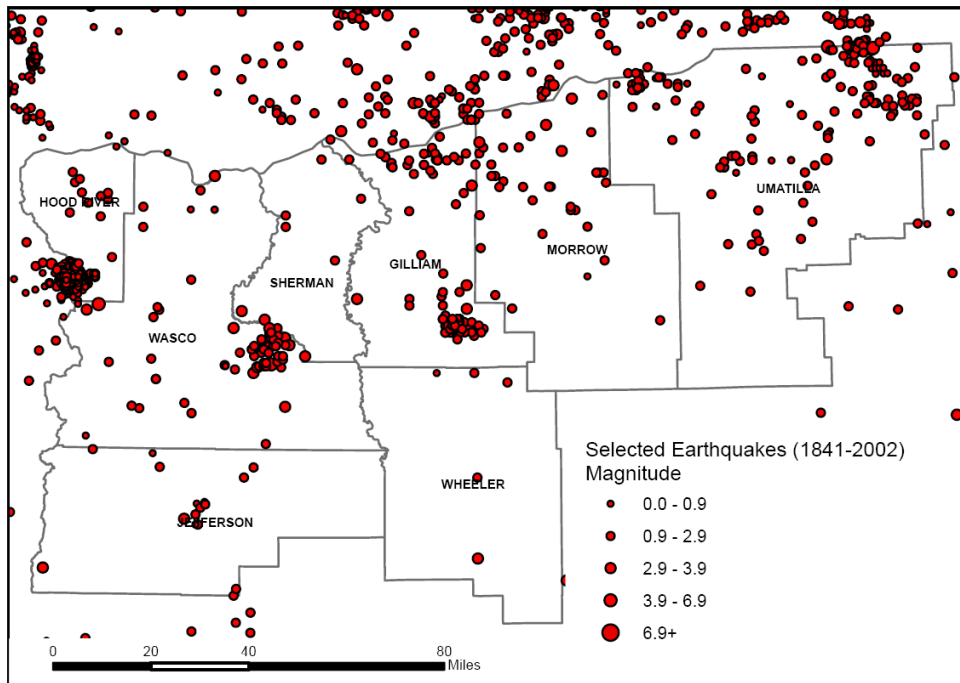 HOOD RIVER
UMATILLA
MORROW
GILLIAM
SHERMAN
WASCO
Selected Earthquakes (1841-2002)
Magnitude
0.0 - 0.9
0.9 - 2.9
2.9 - 3.9
3.9 - 6.9
6.9+
WHEELER
JEFFERSON
0 20 40 80 Miles